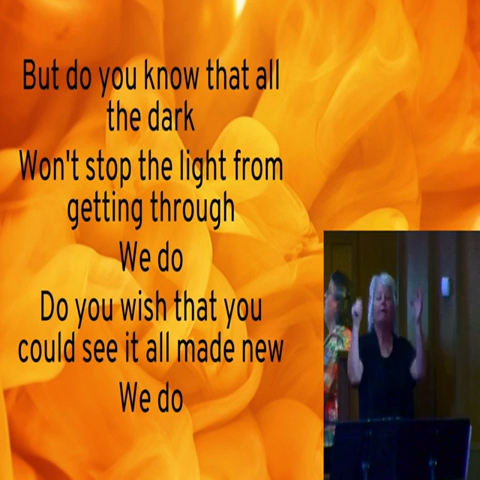 But do you know that all
the dark
Won't stop the light from
getting through
We do
Do you wish that you
could see it all made new
We do